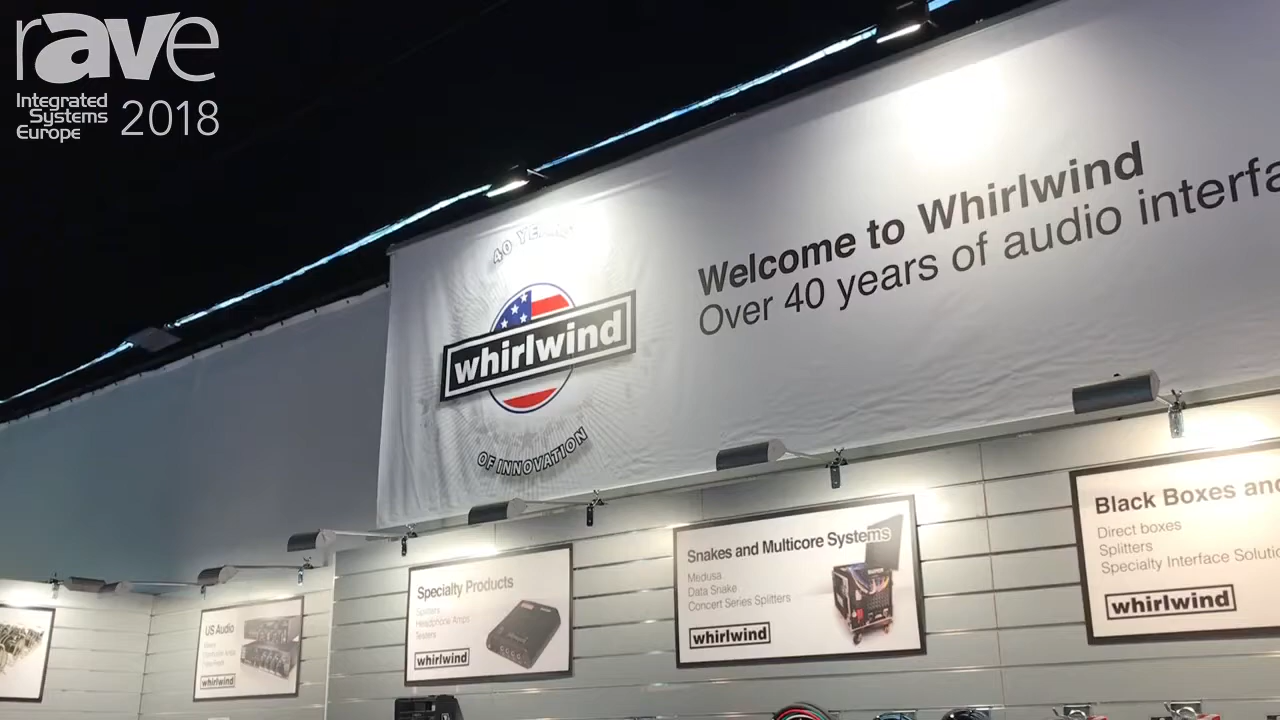 rave
Integrated
Systems
Europe
2018
40 YEARS
whirlwind
OF INNOVATION
Welcome to Whirlwind
Over 40 years of audio
US Audio
whirlwind
Specialty Products
Splitters
Headphone Amps
Testers
whirlwind
Snakes and Multicore Systems
Medusa
Data Snake
Concert Series Splitters
whirlwind
Black Boxes and
Direct boxes
Splitters
Specialty Interface
whirlwind